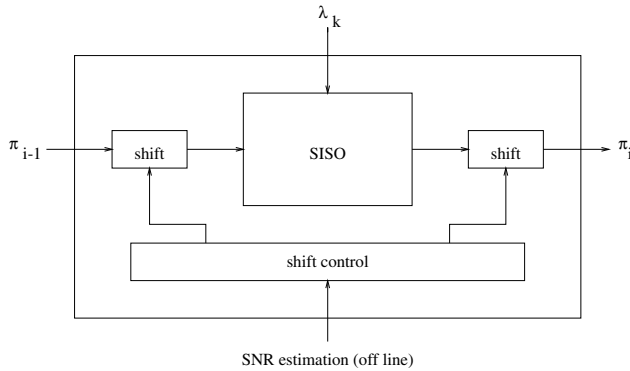 λ k
π i-1
shift
SISO
shift
π i
shift control
SNR estimation (off line)